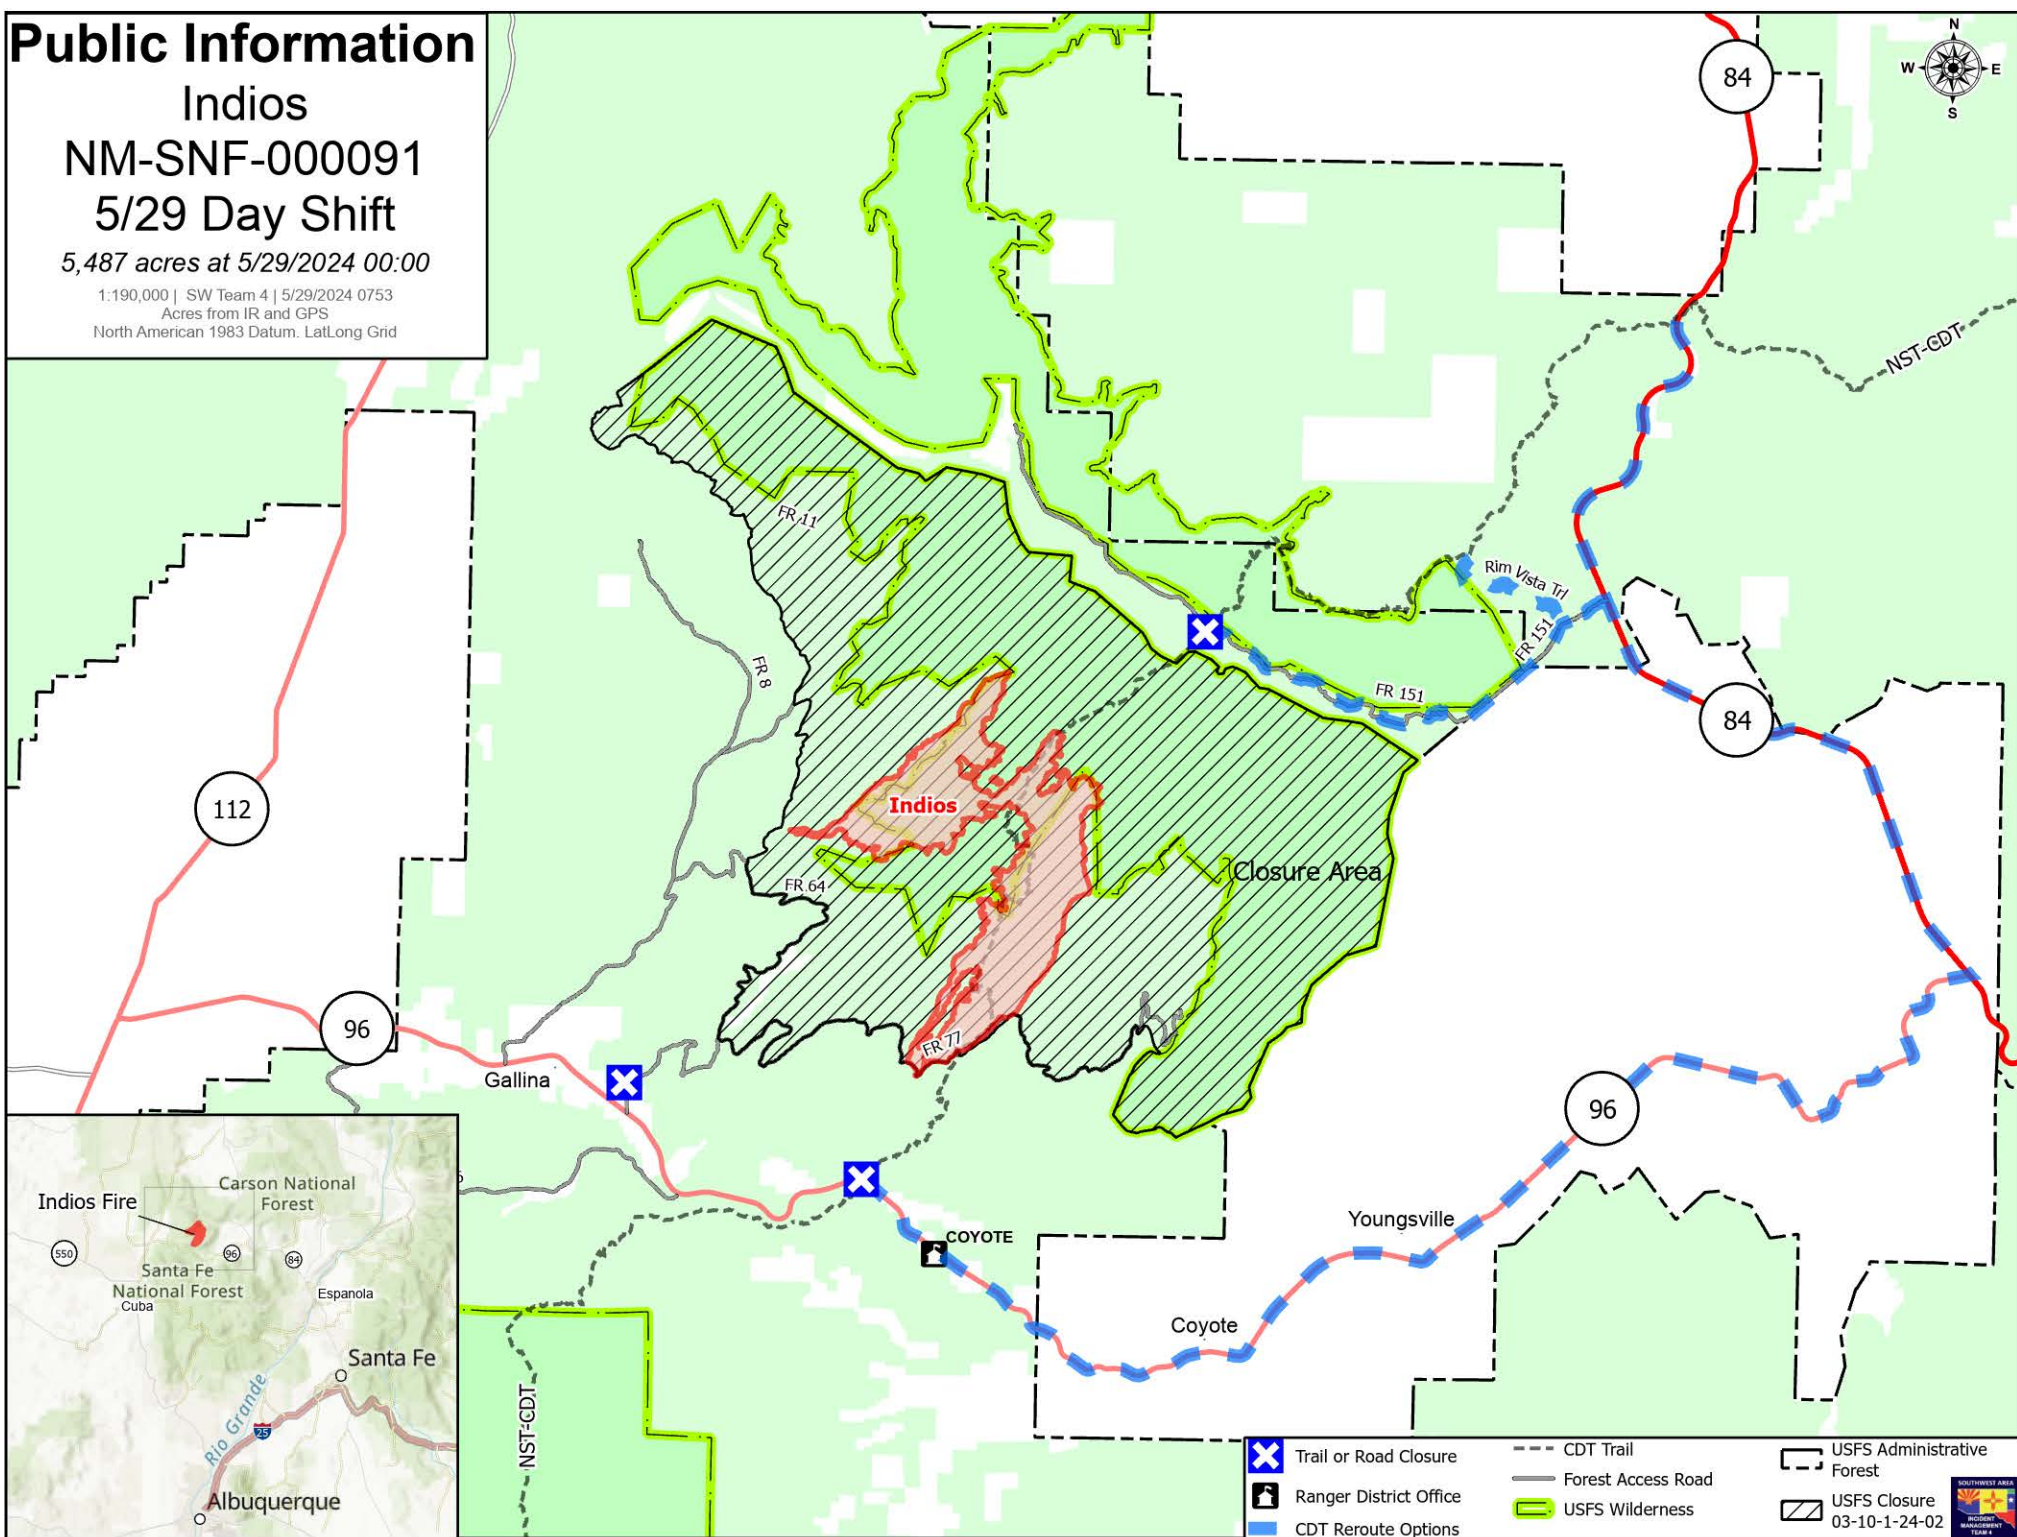 Public Information
Indios
NM-SNF-000091
5/29 Day Shift
5,487 acres at 5/29/2024 00:00
1:190,000 | SW Team 4 | 5/29/2024 0753
Acres from IR and GPS
North American 1983 Datum. LatLong Grid
N
W
E
S
84
NST-CDT
FR 11
Rim Vista Trl
FR 151
FR 8
FR 151
84
112
Indios
Closure Area
FR 64
96
FR 77
Gallina
96
COYOTE
Youngsville
Coyote
NST-CDT
Indios Fire
Carson National
Forest
550
96
84
Santa Fe
National Forest
Cuba
Espanola
Santa Fe
Rio Grande
25
Albuquerque
Trail or Road Closure
Ranger District Office
CDT Reroute Options
CDT Trail
Forest Access Road
USFS Wilderness
USFS Administrative
Forest
USFS Closure
03-10-1-24-02
SOUTHWEST AREA
INCIDENT
MANAGEMENT
TEAM 4